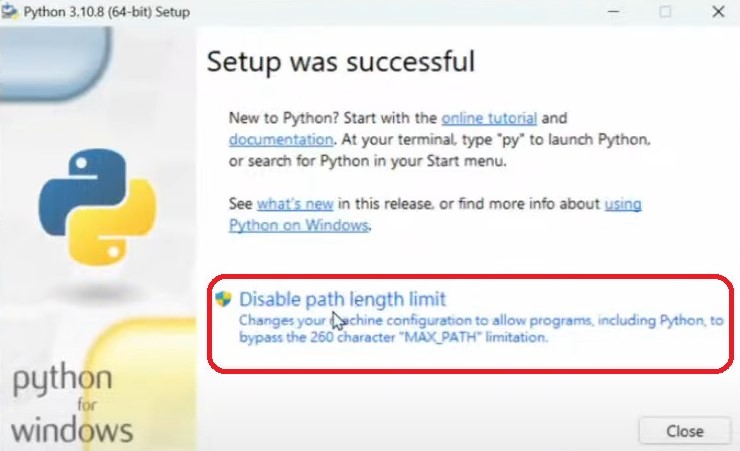 Python 3.10.8 (64-bit) Setup
Setup was successful
New to Python? Start with the online tutorial and
documentation. At your terminal, type "py" to launch Python,
or search for Python in your Start menu.
See what's new in this release, or find more info about using
Python on Windows.
Disable path length limit
Changes your machine configuration to allow programs, including Python, to
bypass the 260 character "MAX_PATH" limitation.
python
for
windows
Close